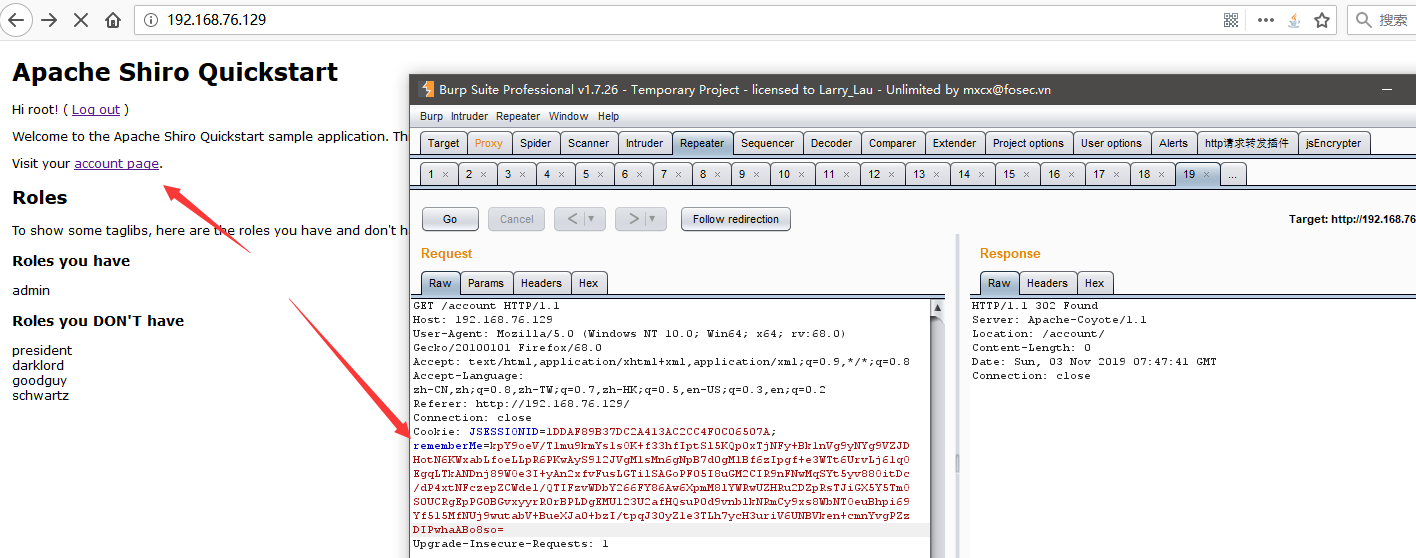 192.168.76.129
搜索
Apache Shiro Quickstart
Hi root! ( Log out )
Welcome to the Apache Shiro Quickstart sample application. Th
Visit your account page.
Roles
To show some taglibs, here are the roles you have and don't h
Roles you have
admin
Roles you DON'T have
president
darklord
goodguy
schwartz
Burp Suite Professional v1.7.26 - Temporary Project - licensed to Larry_Lau - Unlimited by mxcx@fosec.vn
Burp Intruder Repeater Window Help
Target Proxy Spider Scanner Intruder Repeater Sequencer Decoder Comparer Extender Project options User options Alerts http请求转发插件 jsEncrypter
1 2 3 4 5 6 7 8 9 10 11 12 13 14 15 16 17 18 19 ...
Go Cancel < > Follow redirection Target: http://192.168.76
Request
Raw Params Headers Hex
GET /account HTTP/1.1
Host: 192.168.76.129
User-Agent: Mozilla/5.0 (Windows NT 10.0; Win64; x64; rv:68.0)
Gecko/20100101 Firefox/68.0
Accept: text/html,application/xhtml+xml,application/xml;q=0.9,*/*;q=0.8
Accept-Language:
zh-CN,zh;q=0.8,zh-TW;q=0.7,zh-HK;q=0.5,en-US;q=0.3,en;q=0.2
Referer: http://192.168.76.129/
Connection: close
Cookie: JSESSIONID=1DDAF89B37DC2A413AC2CC4F0C06507A;
rememberMe=
Upgrade-Insecure-Requests: 1
Response
Raw Headers Hex
HTTP/1.1 302 Found
Server: Apache-Coyote/1.1
Location: /account/
Content-Length: 0
Date: Sun, 03 Nov 2019 07:47:41 GMT
Connection: close